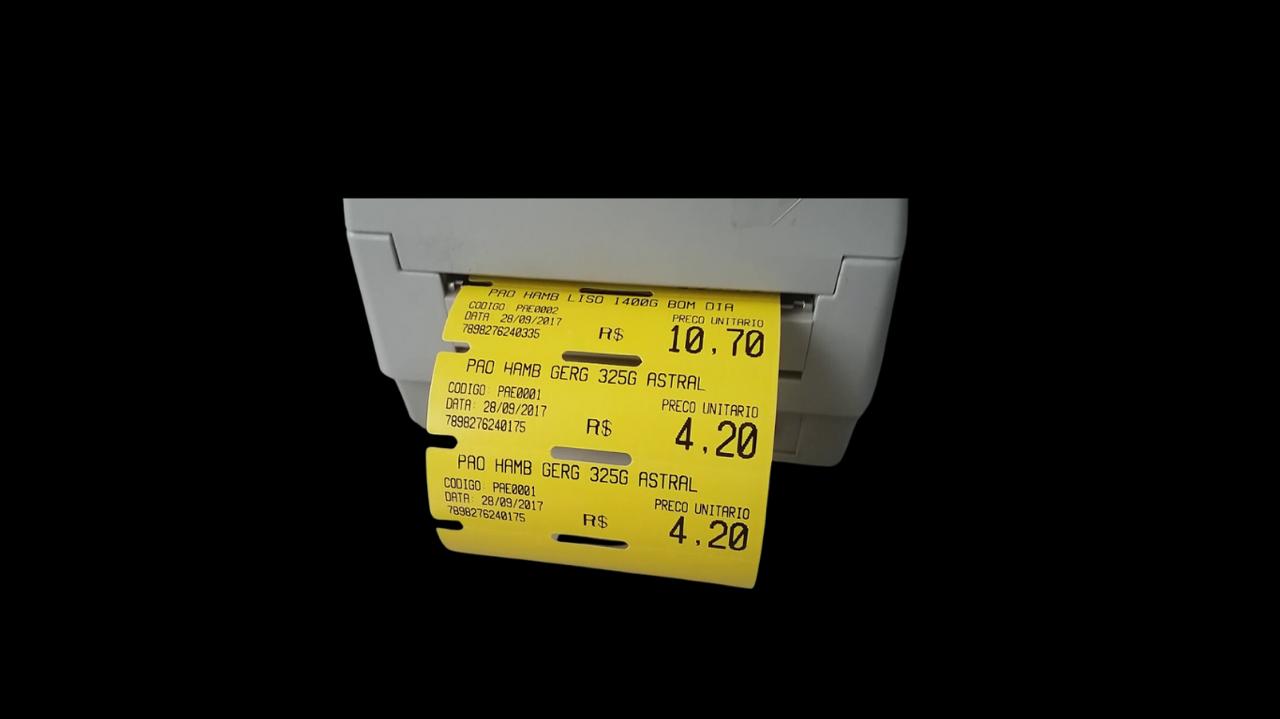 PAO HAMB LISO 1400G BOM DIA
CODIGO PAE0002
DATA 28/09/2017
7898276240335
R$
PRECO UNITARIO
10,70
PAO HAMB GERG 325G ASTRAL
CODIGO PAE0001
DATA: 28/09/2017
7898276240175
R$
PRECO UNITARIO
4,20
PAO HAMB GERG 325G ASTRAL
CODIGO: PAE0001
DATA: 28/09/2017
7898276240175
R$
PRECO UNITARIO
4,20